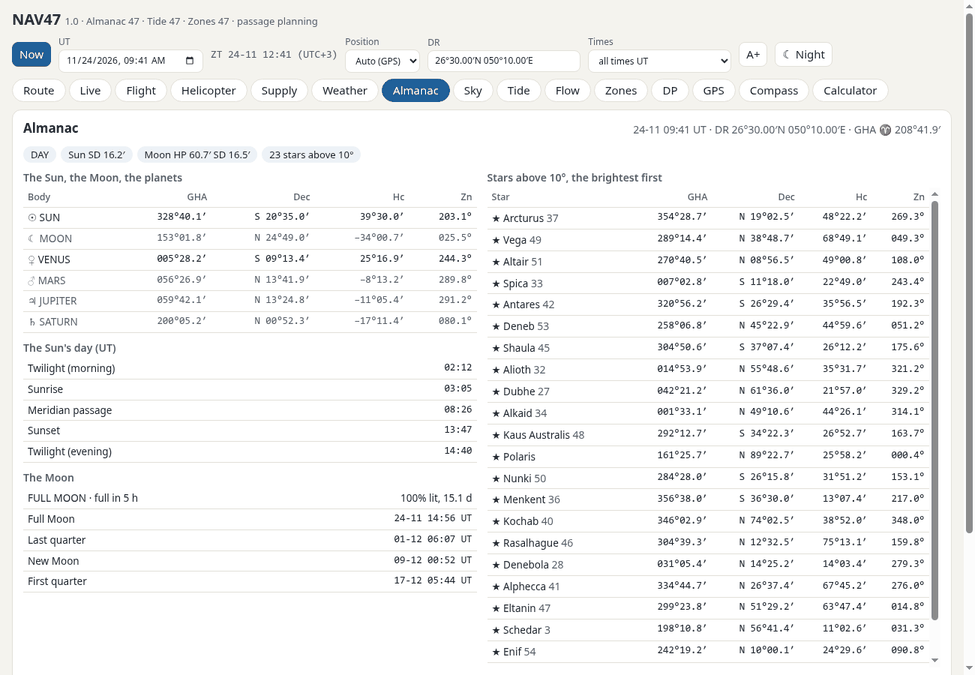 NAV47 1.0 · Almanac 47 · Tide 47 · Zones 47 · passage planning
Now
UT
11/24/2026, 09:41 AM
ZT 24-11 12:41 (UTC+3)
Position
Auto (GPS)
DR
26°30.00'N 050°10.00'E
Times
all times UT
A+
☾ Night
Route
Live
Flight
Helicopter
Supply
Weather
Almanac
Sky
Tide
Flow
Zones
DP
GPS
Compass
Calculator
Almanac
24-11 09:41 UT · DR 26°30.00′N 050°10.00′E · GHA ♈ 208°41.9′
DAY
Sun SD 16.2′
Moon HP 60.7′ SD 16.5′
23 stars above 10°
The Sun, the Moon, the planets
Body GHA Dec Hc Zn
☉ SUN 328°40.1′ S 20°35.0′ 39°30.0′ 203.1°
☾ MOON 153°01.8′ N 24°49.0′ −34°00.7′ 025.5°
♀ VENUS 005°28.2′ S 09°13.4′ 25°16.9′ 244.3°
♂ MARS 056°26.9′ N 13°41.9′ −8°13.2′ 289.8°
♃ JUPITER 059°42.1′ N 13°24.8′ −11°05.4′ 291.2°
♄ SATURN 200°05.2′ N 00°52.3′ −17°11.4′ 080.1°
The Sun's day (UT)
Twilight (morning) 02:12
Sunrise 03:05
Meridian passage 08:26
Sunset 13:47
Twilight (evening) 14:40
The Moon
FULL MOON · full in 5 h 100% lit, 15.1 d
Full Moon 24-11 14:56 UT
Last quarter 01-12 06:07 UT
New Moon 09-12 00:52 UT
First quarter 17-12 05:44 UT
Stars above 10°, the brightest first
Star GHA Dec Hc Zn
★ Arcturus 37 354°28.7′ N 19°02.5′ 48°22.2′ 269.3°
★ Vega 49 289°14.4′ N 38°48.7′ 68°49.1′ 049.3°
★ Altair 51 270°40.5′ N 08°56.5′ 49°00.8′ 108.0°
★ Spica 33 007°02.8′ S 11°18.0′ 22°49.0′ 243.4°
★ Antares 42 320°56.2′ S 26°29.4′ 35°56.5′ 192.3°
★ Deneb 53 258°06.8′ N 45°22.9′ 44°59.6′ 051.2°
★ Shaula 45 304°50.6′ S 37°07.4′ 26°12.2′ 175.6°
★ Alioth 32 014°53.9′ N 55°48.6′ 35°31.7′ 321.2°
★ Dubhe 27 042°21.2′ N 61°36.0′ 21°57.0′ 329.2°
★ Alkaid 34 001°33.1′ N 49°10.6′ 44°26.1′ 314.1°
★ Kaus Australis 48 292°12.7′ S 34°22.3′ 26°52.7′ 163.7°
★ Polaris 161°25.7′ N 89°22.7′ 25°58.2′ 000.4°
★ Nunki 50 284°28.0′ S 26°15.8′ 31°51.2′ 153.1°
★ Menkent 36 356°38.0′ S 36°30.0′ 13°07.4′ 217.0°
★ Kochab 40 346°02.9′ N 74°02.5′ 38°52.0′ 348.0°
★ Rasalhague 46 304°39.3′ N 12°32.5′ 75°13.1′ 159.8°
★ Denebola 28 031°05.4′ N 14°25.2′ 14°03.4′ 279.3°
★ Alphecca 41 334°44.7′ N 26°37.4′ 67°45.2′ 276.0°
★ Eltanin 47 299°23.8′ N 51°29.2′ 63°47.4′ 014.8°
★ Schedar 3 198°10.8′ N 56°41.4′ 11°02.6′ 031.3°
★ Enif 54 242°19.2′ N 10°00.1′ 24°29.6′ 090.8°